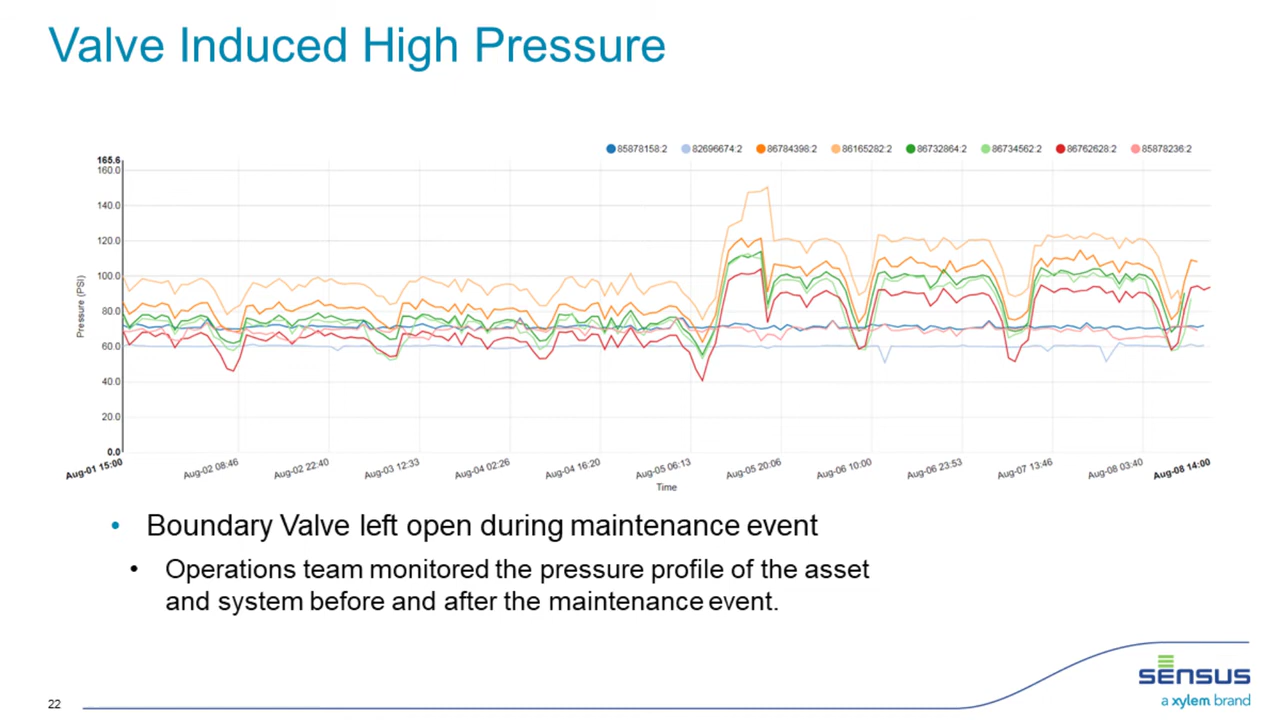 Valve Induced High Pressure
85878158:2 82696674:2 86784398:2 86165282:2 86732864:2 86734562:2 86762628:2 85878236:2
165.6
160.0
140.0
120.0
100.0
80.0
60.0
40.0
20.0
0.0
Pressure (PSI)
Aug-01 15:00 Aug-02 08:46 Aug-02 22:40 Aug-03 12:33 Aug-04 02:26 Aug-04 16:20 Aug-05 06:13 Aug-05 20:06 Aug-06 10:00 Aug-06 23:53 Aug-07 13:46 Aug-08 03:40 Aug-08 14:00
Time
• Boundary Valve left open during maintenance event
• Operations team monitored the pressure profile of the asset
and system before and after the maintenance event.
SENSUS
a xylem brand
22